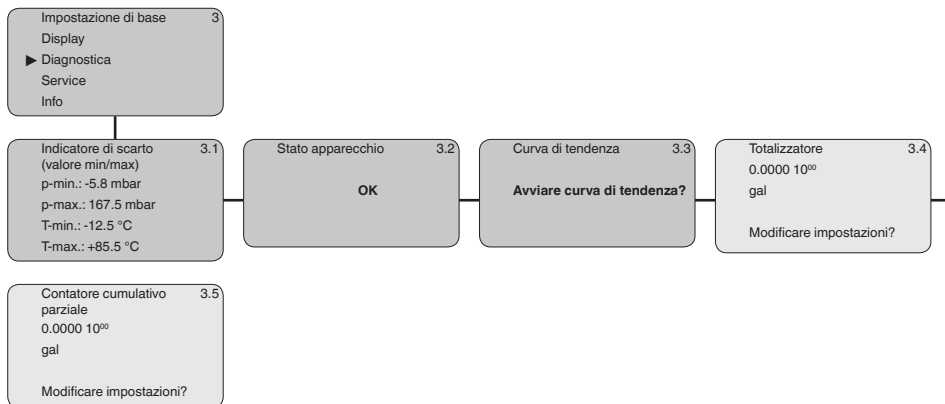 Impostazione di base 3
Display
▶ Diagnostica
Service
Info
Indicatore di scarto 3.1
(valore min/max)
p-min.: -5.8 mbar
p-max.: 167.5 mbar
T-min.: -12.5 °C
T-max.: +85.5 °C
Stato apparecchio 3.2
OK
Curva di tendenza 3.3
Avviare curva di tendenza?
Totalizzatore 3.4
0.0000 10⁰⁰
gal
Modificare impostazioni?
Contatore cumulativo 3.5
parziale
0.0000 10⁰⁰
gal
Modificare impostazioni?